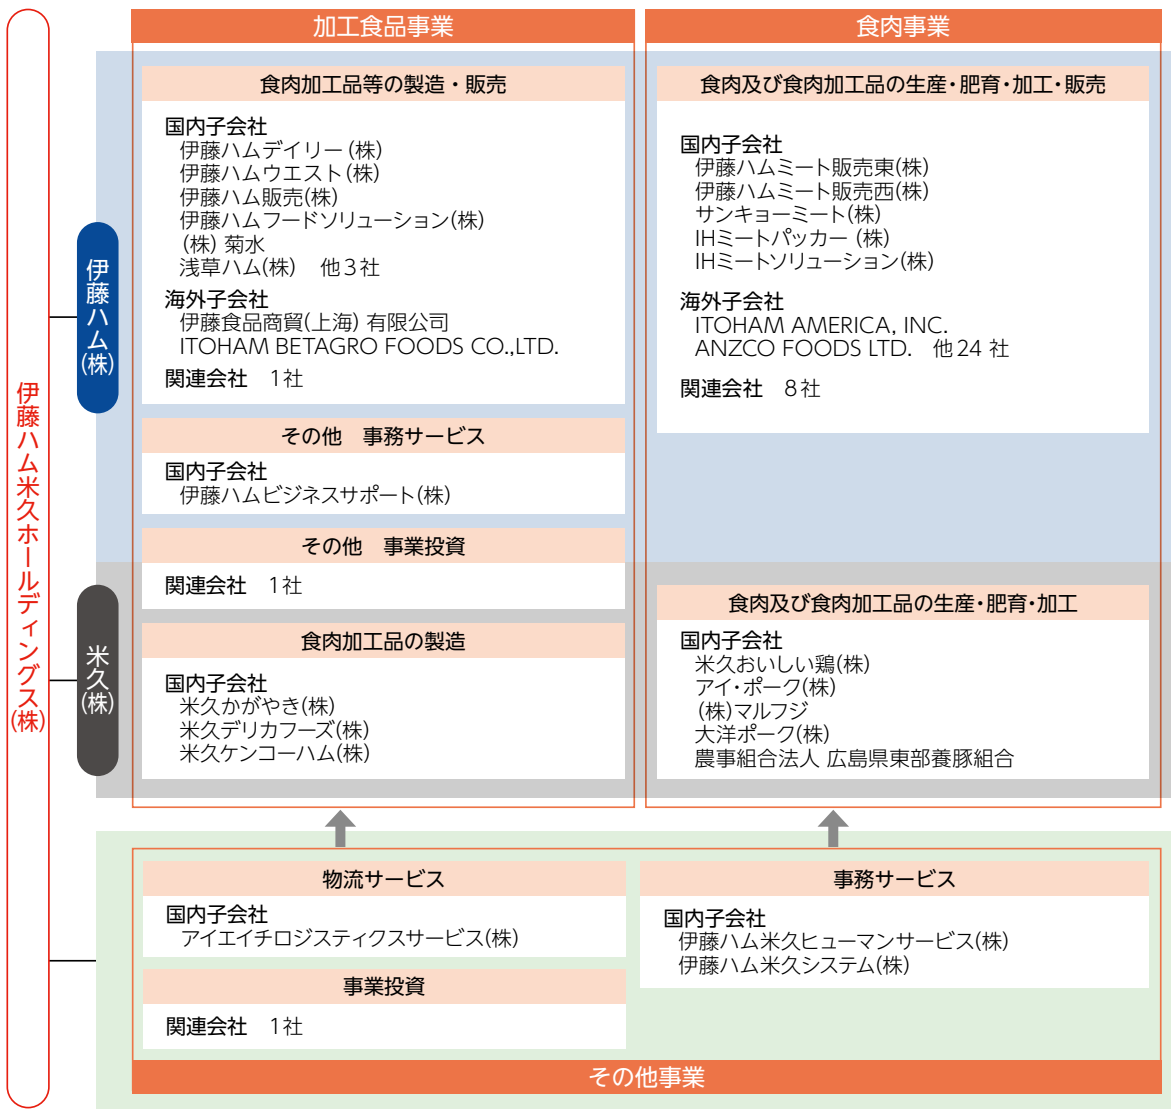 伊藤ハム米久ホールディングス(株)
伊藤ハム(株)
米久(株)
加工食品事業
食肉加工品等の製造・販売
国内子会社
伊藤ハムデイリー(株)
伊藤ハムウエスト(株)
伊藤ハム販売(株)
伊藤ハムフードソリューション(株)
(株)菊水
浅草ハム(株)　他3社
海外子会社
伊藤食品商貿(上海)有限公司
ITOHAM BETAGRO FOODS CO.,LTD.
関連会社　1社
その他　事務サービス
国内子会社
伊藤ハムビジネスサポート(株)
その他　事業投資
関連会社　1社
食肉加工品の製造
国内子会社
米久かがやき(株)
米久デリカフーズ(株)
米久ケンコーハム(株)
食肉事業
食肉及び食肉加工品の生産・肥育・加工・販売
国内子会社
伊藤ハムミート販売東(株)
伊藤ハムミート販売西(株)
サンキョーミート(株)
IHミートパッカー(株)
IHミートソリューション(株)
海外子会社
ITOHAM AMERICA, INC.
ANZCO FOODS LTD.　他24社
関連会社　8社
食肉及び食肉加工品の生産・肥育・加工
国内子会社
米久おいしい鶏(株)
アイ・ポーク(株)
(株)マルフジ
大洋ポーク(株)
農事組合法人 広島県東部養豚組合
物流サービス
国内子会社
アイエイチロジスティクスサービス(株)
事業投資
関連会社　1社
事務サービス
国内子会社
伊藤ハム米久ヒューマンサービス(株)
伊藤ハム米久システム(株)
その他事業